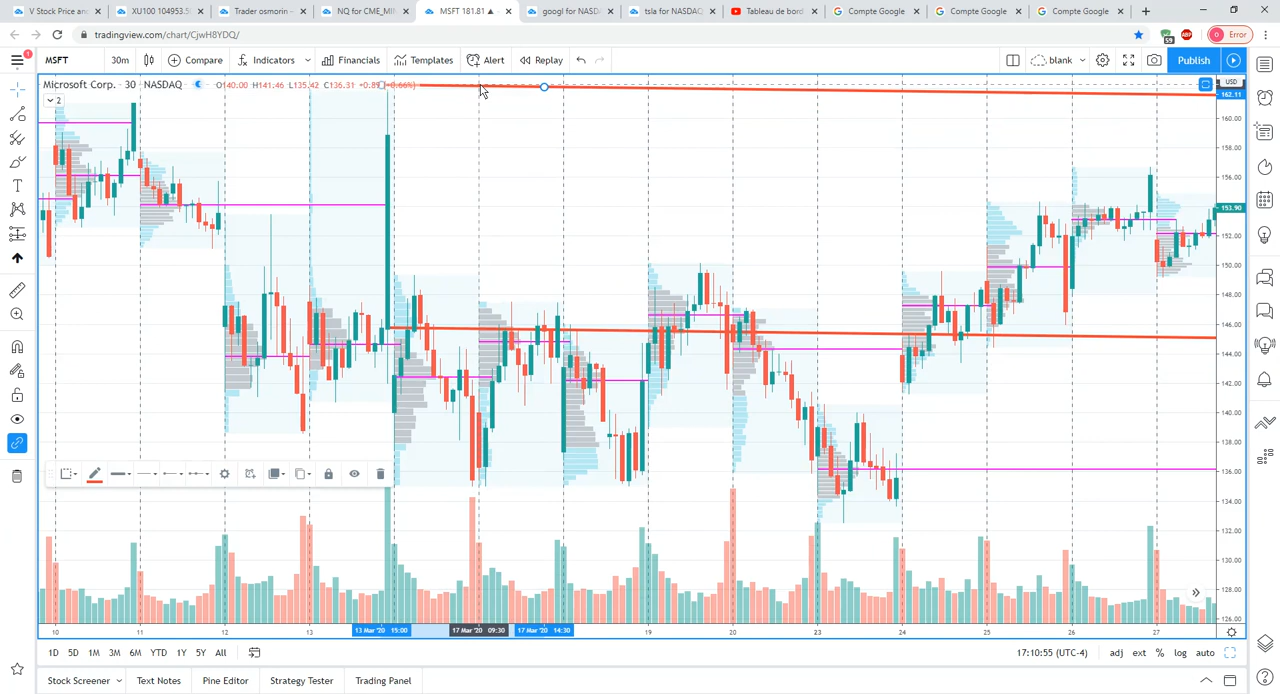 V Stock Price and
XU100 104953.5
Trader osmorin –
NQ for CME_MI
MSFT 181.81 ▲
googl for NASD
tsla for NASDAQ
Tableau de bord
Compte Google
Compte Google
Compte Google
tradingview.com/chart/CjwH8YDQ/
Error
MSFT
30m
Compare
Indicators
Financials
Templates
Alert
Replay
blank
Publish
Microsoft Corp. · 30 NASDAQ
O140.00 H141.46 L135.42 C136.31
2
USD
162.11
160.00
158.00
156.00
153.90
152.00
150.00
148.00
146.00
144.00
142.00
140.00
138.00
136.00
134.00
132.00
130.00
128.00
126.00
10
11
12
13
13 Mar '20 15:00
17 Mar '20 09:30
17 Mar '20 14:30
19
20
23
24
25
26
27
1D
5D
1M
3M
6M
YTD
1Y
5Y
All
17:10:55 (UTC-4)
adj
ext
%
log
auto
Stock Screener
Text Notes
Pine Editor
Strategy Tester
Trading Panel